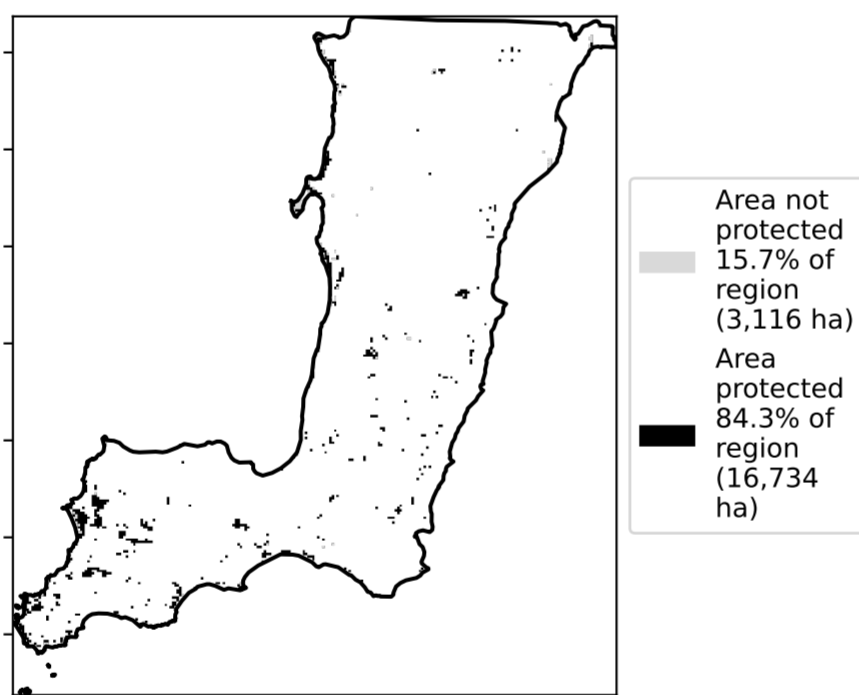 Area not
protected
15.7% of
region
(3,116 ha)
Area
protected
84.3% of
region
(16,734
ha)